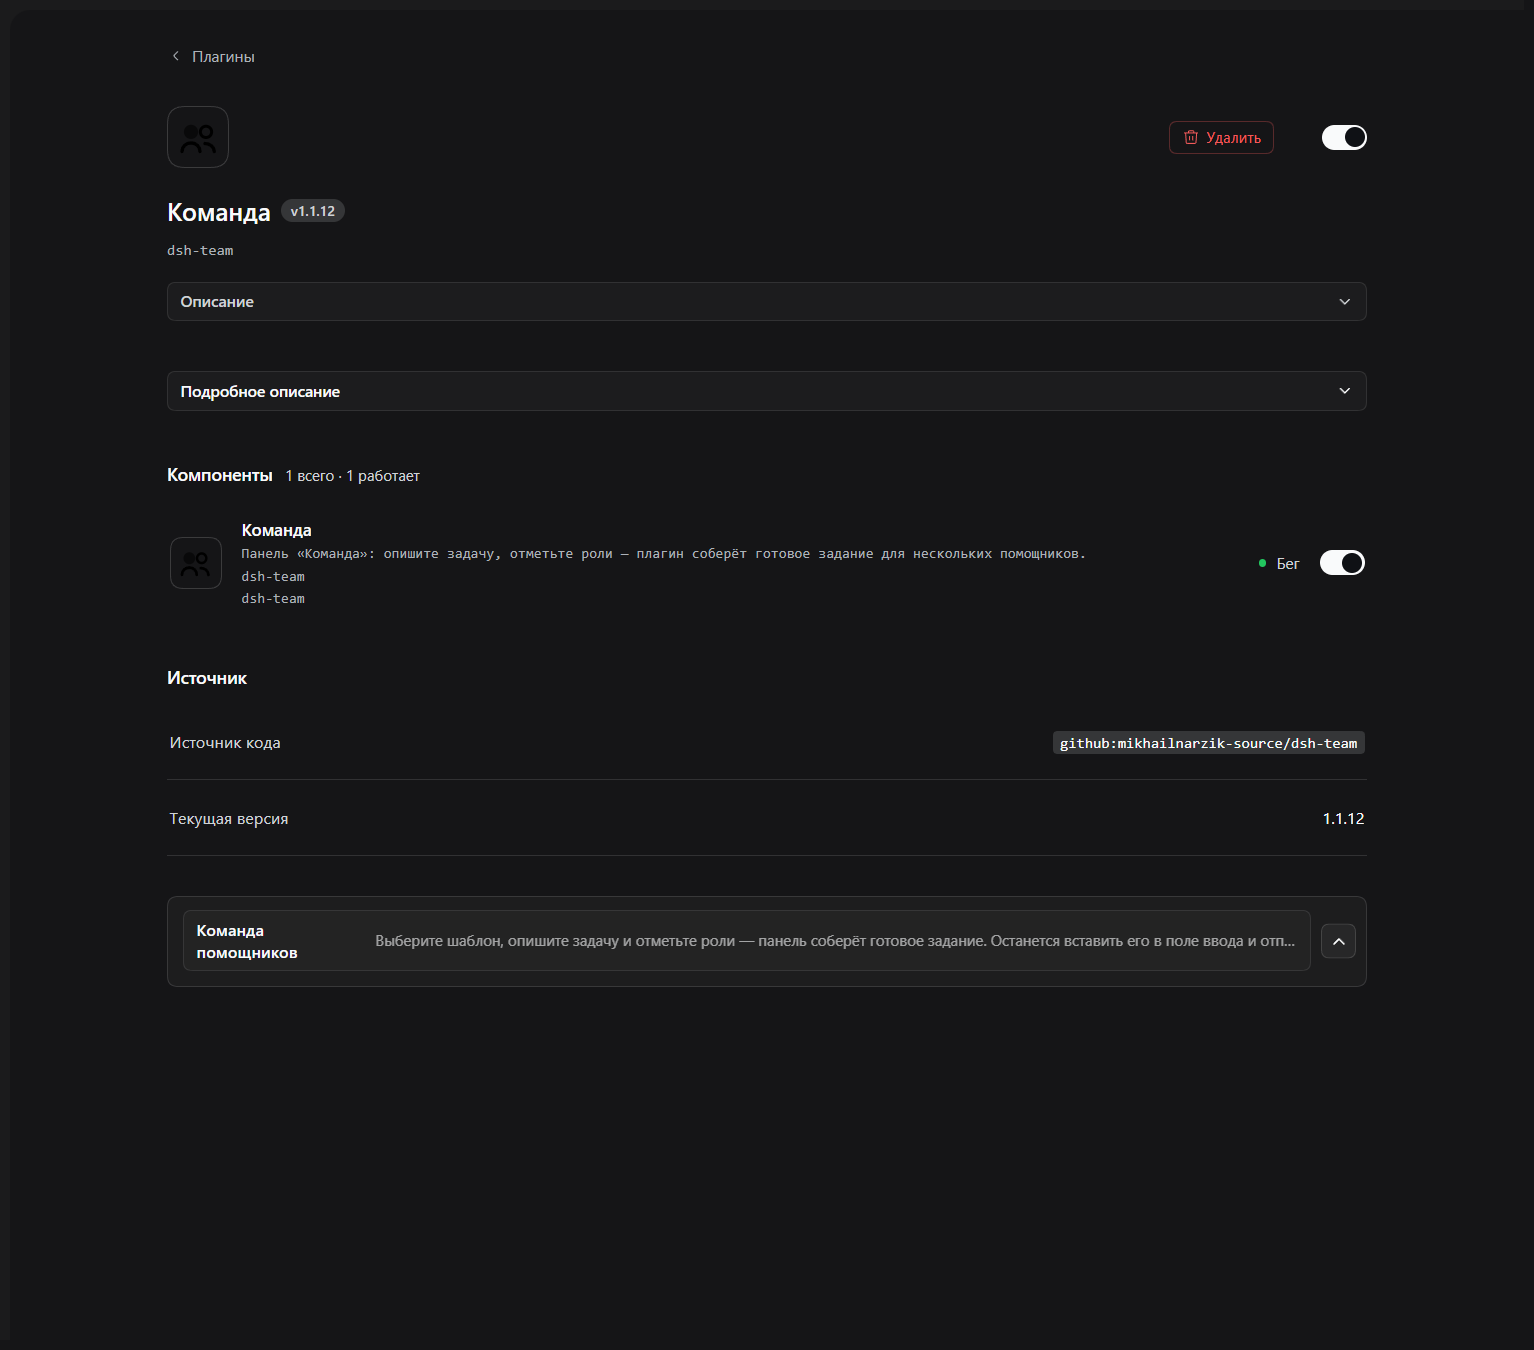 Плагины
Удалить
Команда v1.1.12
dsh-team
Описание
Подробное описание
Компоненты 1 всего · 1 работает
Команда
Панель «Команда»: опишите задачу, отметьте роли — плагин соберёт готовое задание для нескольких помощников.
dsh-team
dsh-team
Бег
Источник
Источник кода github:mikhailnarzik-source/dsh-team
Текущая версия 1.1.12
Команда
помощников
Выберите шаблон, опишите задачу и отметьте роли — панель соберёт готовое задание. Останется вставить его в поле ввода и отп...